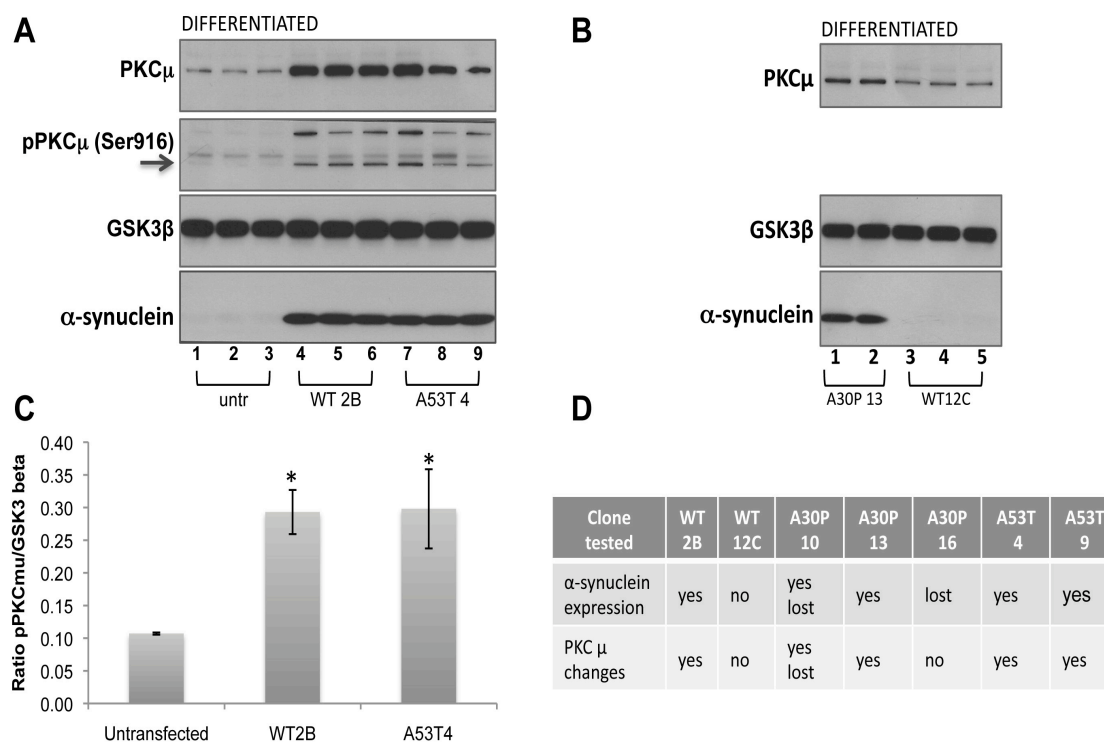 A
DIFFERENTIATED
PKCμ
pPKCμ (Ser916)
GSK3β
α-synuclein
1 2 3 4 5 6 7 8 9
untr WT 2B A53T 4
B
DIFFERENTIATED
PKCμ
GSK3β
α-synuclein
1 2 3 4 5
A30P 13 WT12C
C
Ratio pPKCmu/GSK3 beta
0.40
0.35
0.30
0.25
0.20
0.15
0.10
0.05
0.00
* *
Untransfected WT2B A53T4
D
Clone tested WT 2B WT 12C A30P 10 A30P 13 A30P 16 A53T 4 A53T 9
α-synuclein expression yes no yes lost yes lost yes yes
PKC μ changes yes no yes lost yes no yes yes